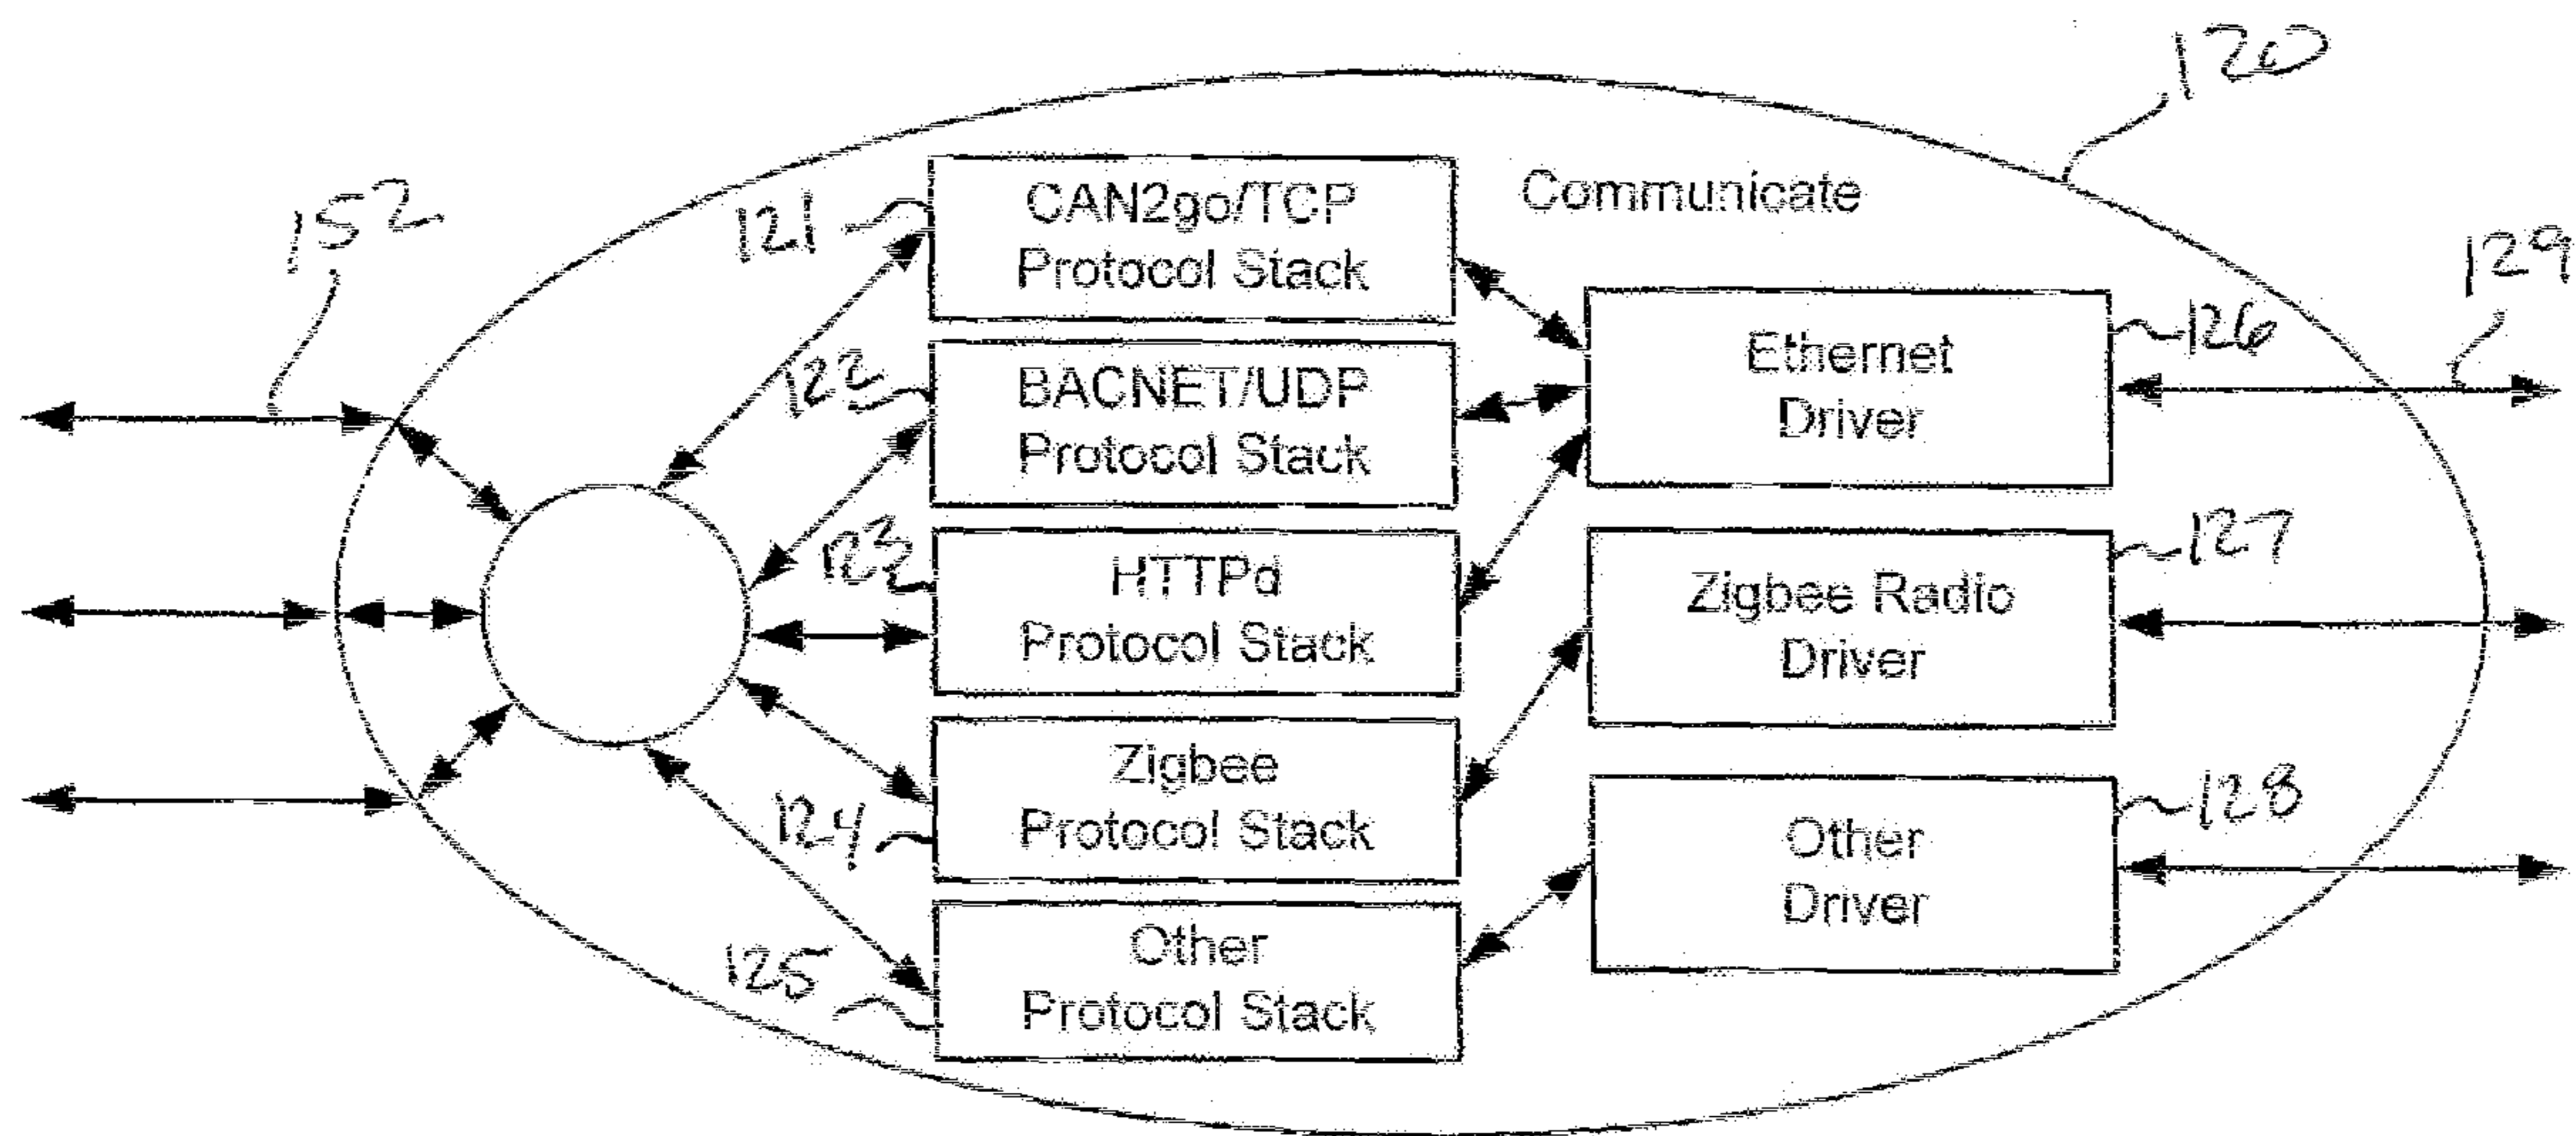 120
152
121
CAN2go/TCP
Protocol Stack
Communicate
129
122
BACNET/UDP
Protocol Stack
Ethernet
Driver
126
123
HTTPd
Protocol Stack
Zigbee Radio
Driver
127
124
Zigbee
Protocol Stack
Other
Driver
128
125
Other
Protocol Stack